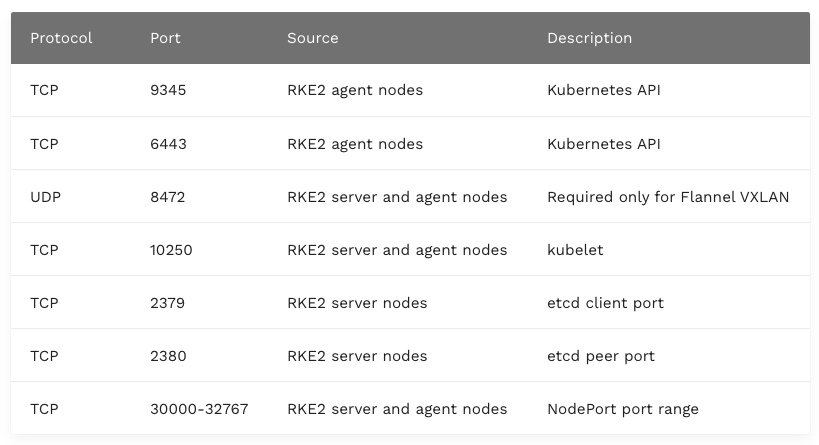 Protocol Port Source Description
TCP 9345 RKE2 agent nodes Kubernetes API
TCP 6443 RKE2 agent nodes Kubernetes API
UDP 8472 RKE2 server and agent nodes Required only for Flannel VXLAN
TCP 10250 RKE2 server and agent nodes kubelet
TCP 2379 RKE2 server nodes etcd client port
TCP 2380 RKE2 server nodes etcd peer port
TCP 30000-32767 RKE2 server and agent nodes NodePort port range